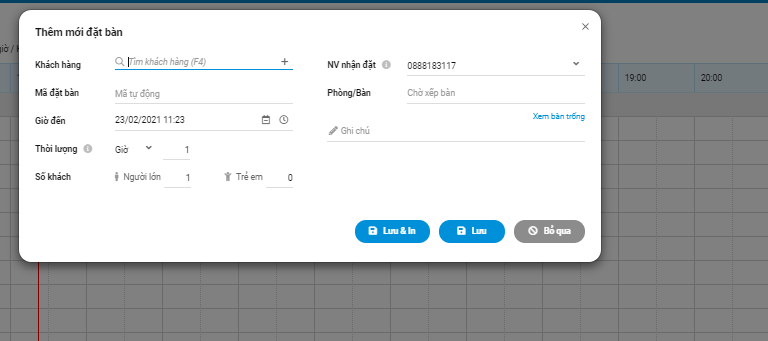 Thêm mới đặt bàn
giờ /
Khách hàng
Tìm khách hàng (F4)
NV nhận đặt
0888183117
Mã đặt bàn
Mã tự động
Phòng/Bàn
Chờ xếp bàn
Giờ đến
23/02/2021 11:23
Xem bàn trống
Ghi chú
Thời lượng
Giờ
1
Số khách
Người lớn
1
Trẻ em
0
Lưu & In
Lưu
Bỏ qua
19:00
20:00